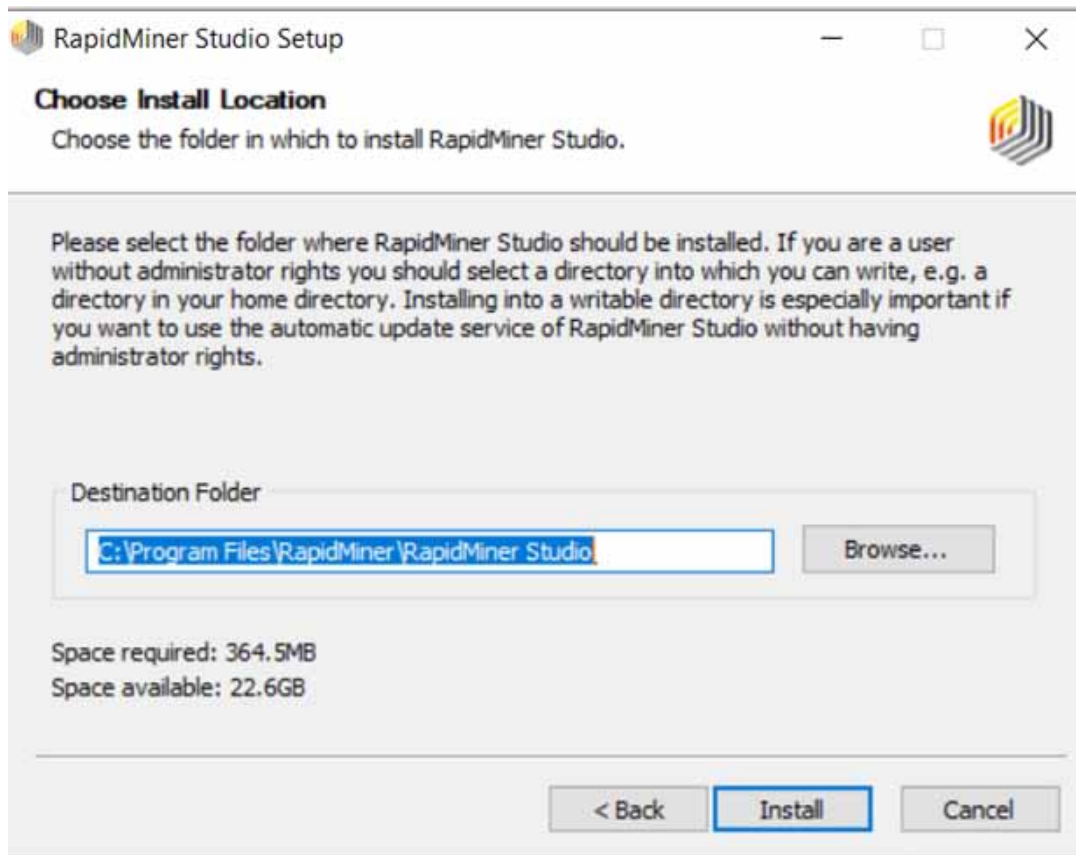 RapidMiner Studio Setup
Choose Install Location
Choose the folder in which to install RapidMiner Studio.
Please select the folder where RapidMiner Studio should be installed. If you are a user
without administrator rights you should select a directory into which you can write, e.g. a
directory in your home directory. Installing into a writable directory is especially important if
you want to use the automatic update service of RapidMiner Studio without having
administrator rights.
Destination Folder
C:\Program Files\RapidMiner\RapidMiner Studio
Browse...
Space required: 364.5MB
Space available: 22.6GB
< Back
Install
Cancel